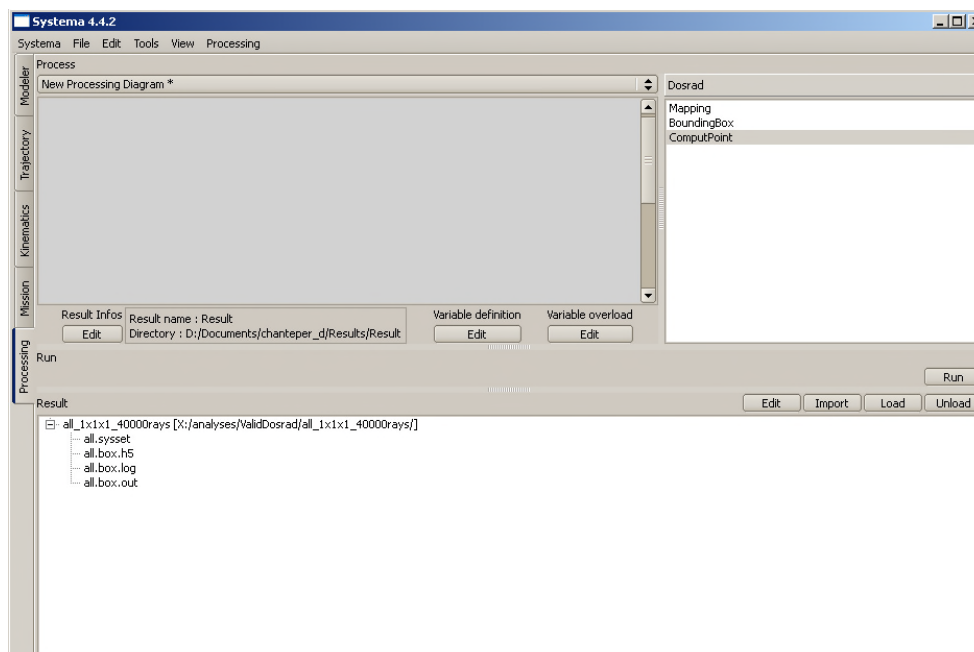 Systema 4.4.2
Systema File Edit Tools View Processing
Modeler
Trajectory
Kinematics
Mission
Processing
Process
New Processing Diagram *
Dosrad
Mapping
BoundingBox
ComputPoint
Result Infos
Edit
Result name : Result
Directory : D:/Documents/chanteper_d/Results/Result
Variable definition
Edit
Variable overload
Edit
Run
Run
Result
Edit Import Load Unload
all_1x1x1_40000rays [X:/analyses/ValidDosrad/all_1x1x1_40000rays/]
all.sysset
all.box.h5
all.box.log
all.box.out